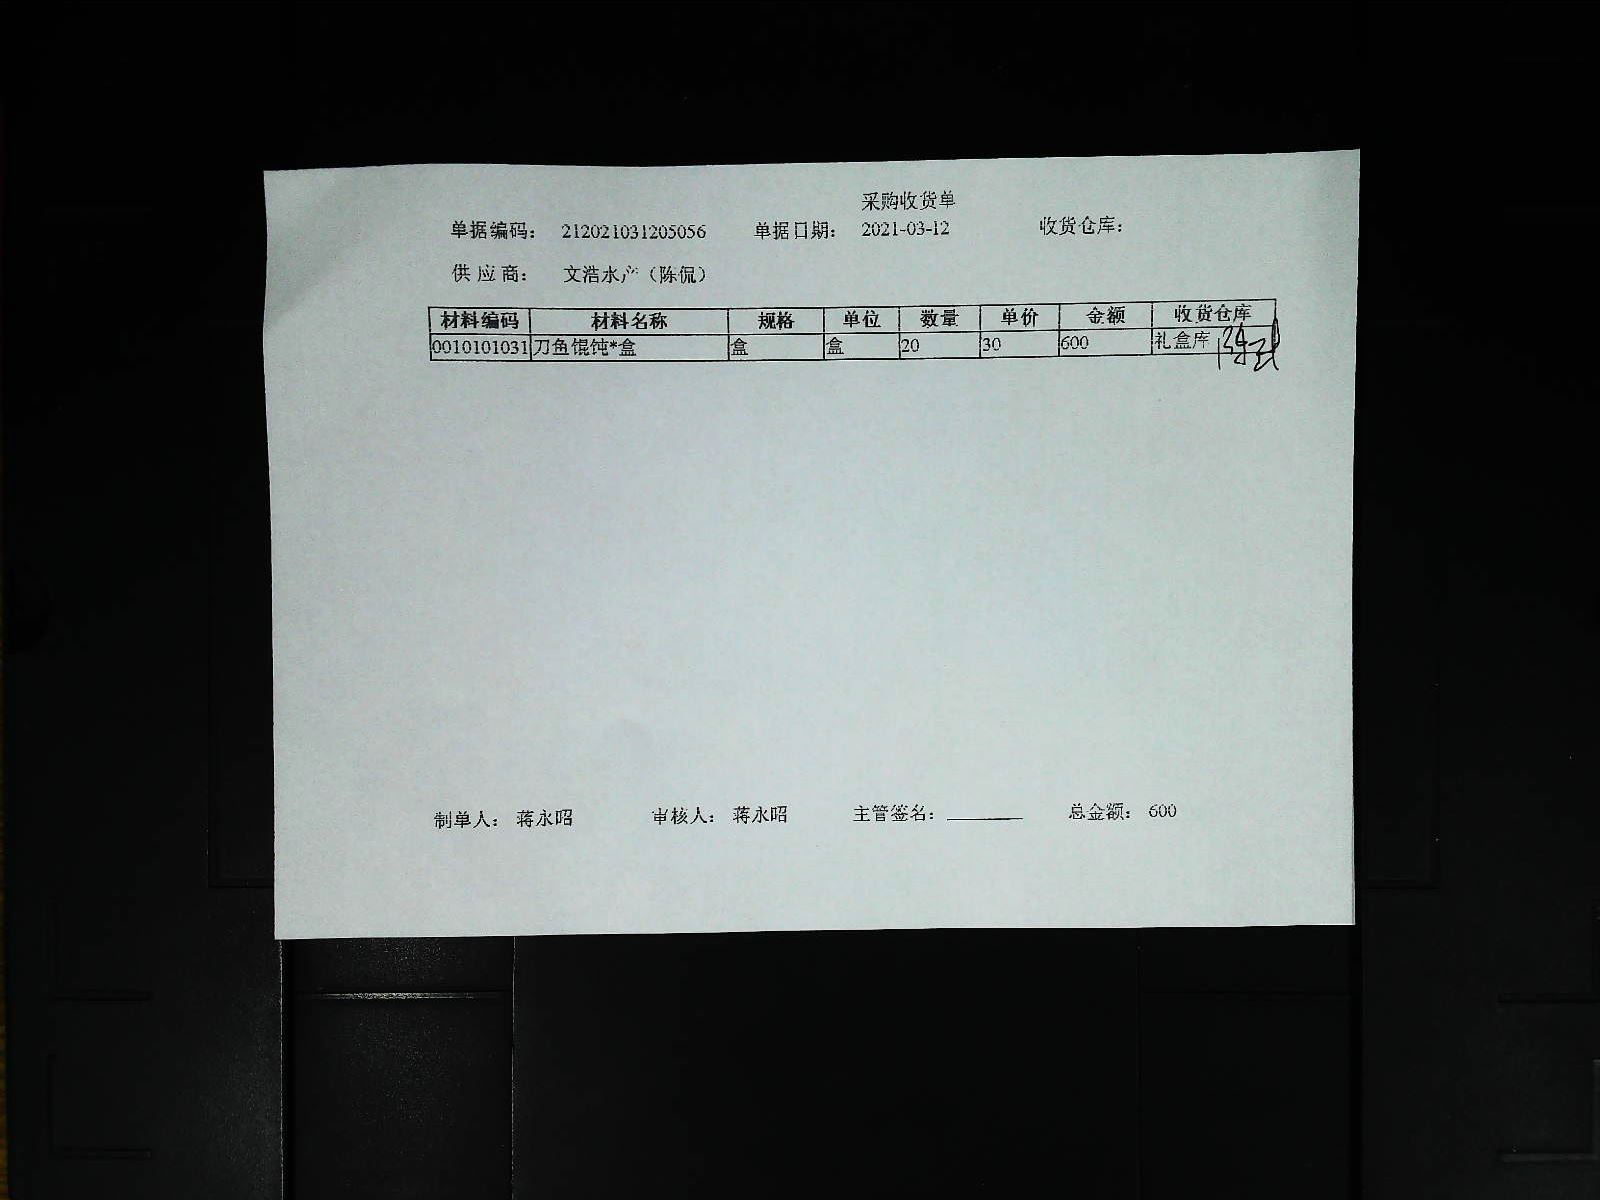 采购收货单
单据编码: 212021031205056 单据日期: 2021-03-12 收货仓库:
供 应 商: 文浩水产（陈侃）
材料编码 材料名称 规格 单位 数量 单价 金额 收货仓库
0010101031 刀鱼馄饨*盒 盒 盒 20 30 600 礼盒库
制单人: 蒋永昭 审核人: 蒋永昭 主管签名: 总金额: 600